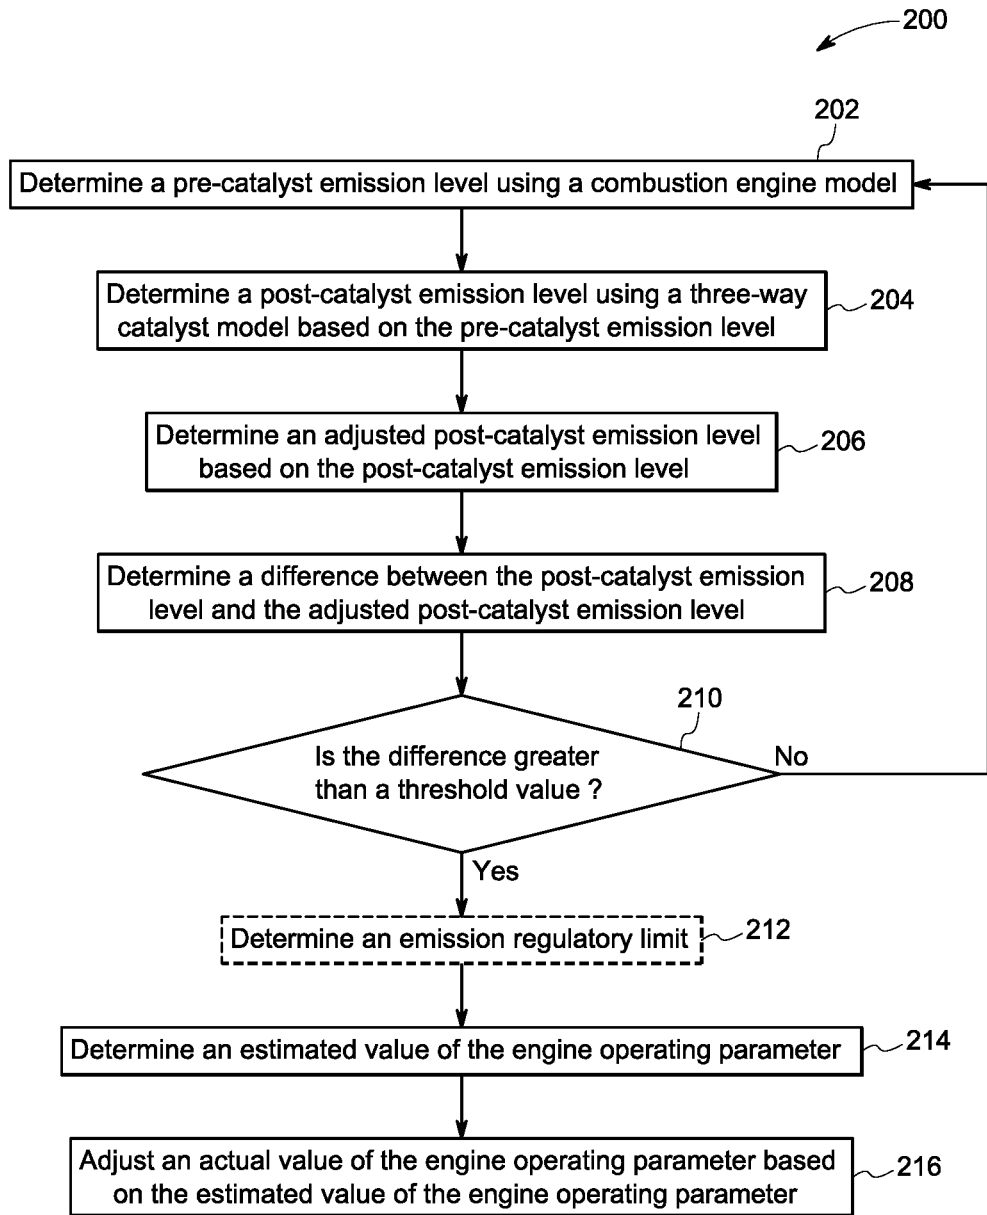 200
202
Determine a pre-catalyst emission level using a combustion engine model
Determine a post-catalyst emission level using a three-way
catalyst model based on the pre-catalyst emission level
204
Determine an adjusted post-catalyst emission level
based on the post-catalyst emission level
206
Determine a difference between the post-catalyst emission
level and the adjusted post-catalyst emission level
208
210
Is the difference greater
than a threshold value ?
No
Yes
Determine an emission regulatory limit
212
Determine an estimated value of the engine operating parameter
214
Adjust an actual value of the engine operating parameter based
on the estimated value of the engine operating parameter
216